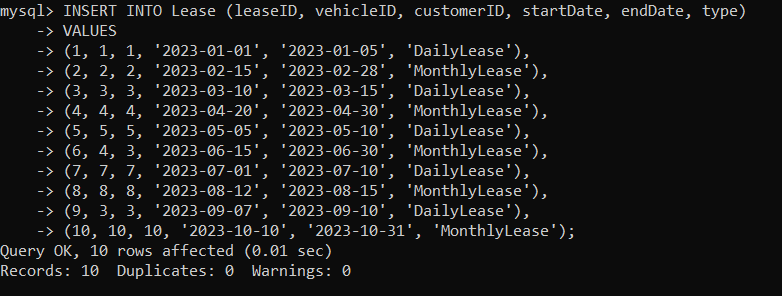 mysql> INSERT INTO Lease (leaseID, vehicleID, customerID, startDate, endDate, type)
    -> VALUES
    -> (1, 1, 1, '2023-01-01', '2023-01-05', 'DailyLease'),
    -> (2, 2, 2, '2023-02-15', '2023-02-28', 'MonthlyLease'),
    -> (3, 3, 3, '2023-03-10', '2023-03-15', 'DailyLease'),
    -> (4, 4, 4, '2023-04-20', '2023-04-30', 'MonthlyLease'),
    -> (5, 5, 5, '2023-05-05', '2023-05-10', 'DailyLease'),
    -> (6, 4, 3, '2023-06-15', '2023-06-30', 'MonthlyLease'),
    -> (7, 7, 7, '2023-07-01', '2023-07-10', 'DailyLease'),
    -> (8, 8, 8, '2023-08-12', '2023-08-15', 'MonthlyLease'),
    -> (9, 3, 3, '2023-09-07', '2023-09-10', 'DailyLease'),
    -> (10, 10, 10, '2023-10-10', '2023-10-31', 'MonthlyLease');
Query OK, 10 rows affected (0.01 sec)
Records: 10  Duplicates: 0  Warnings: 0